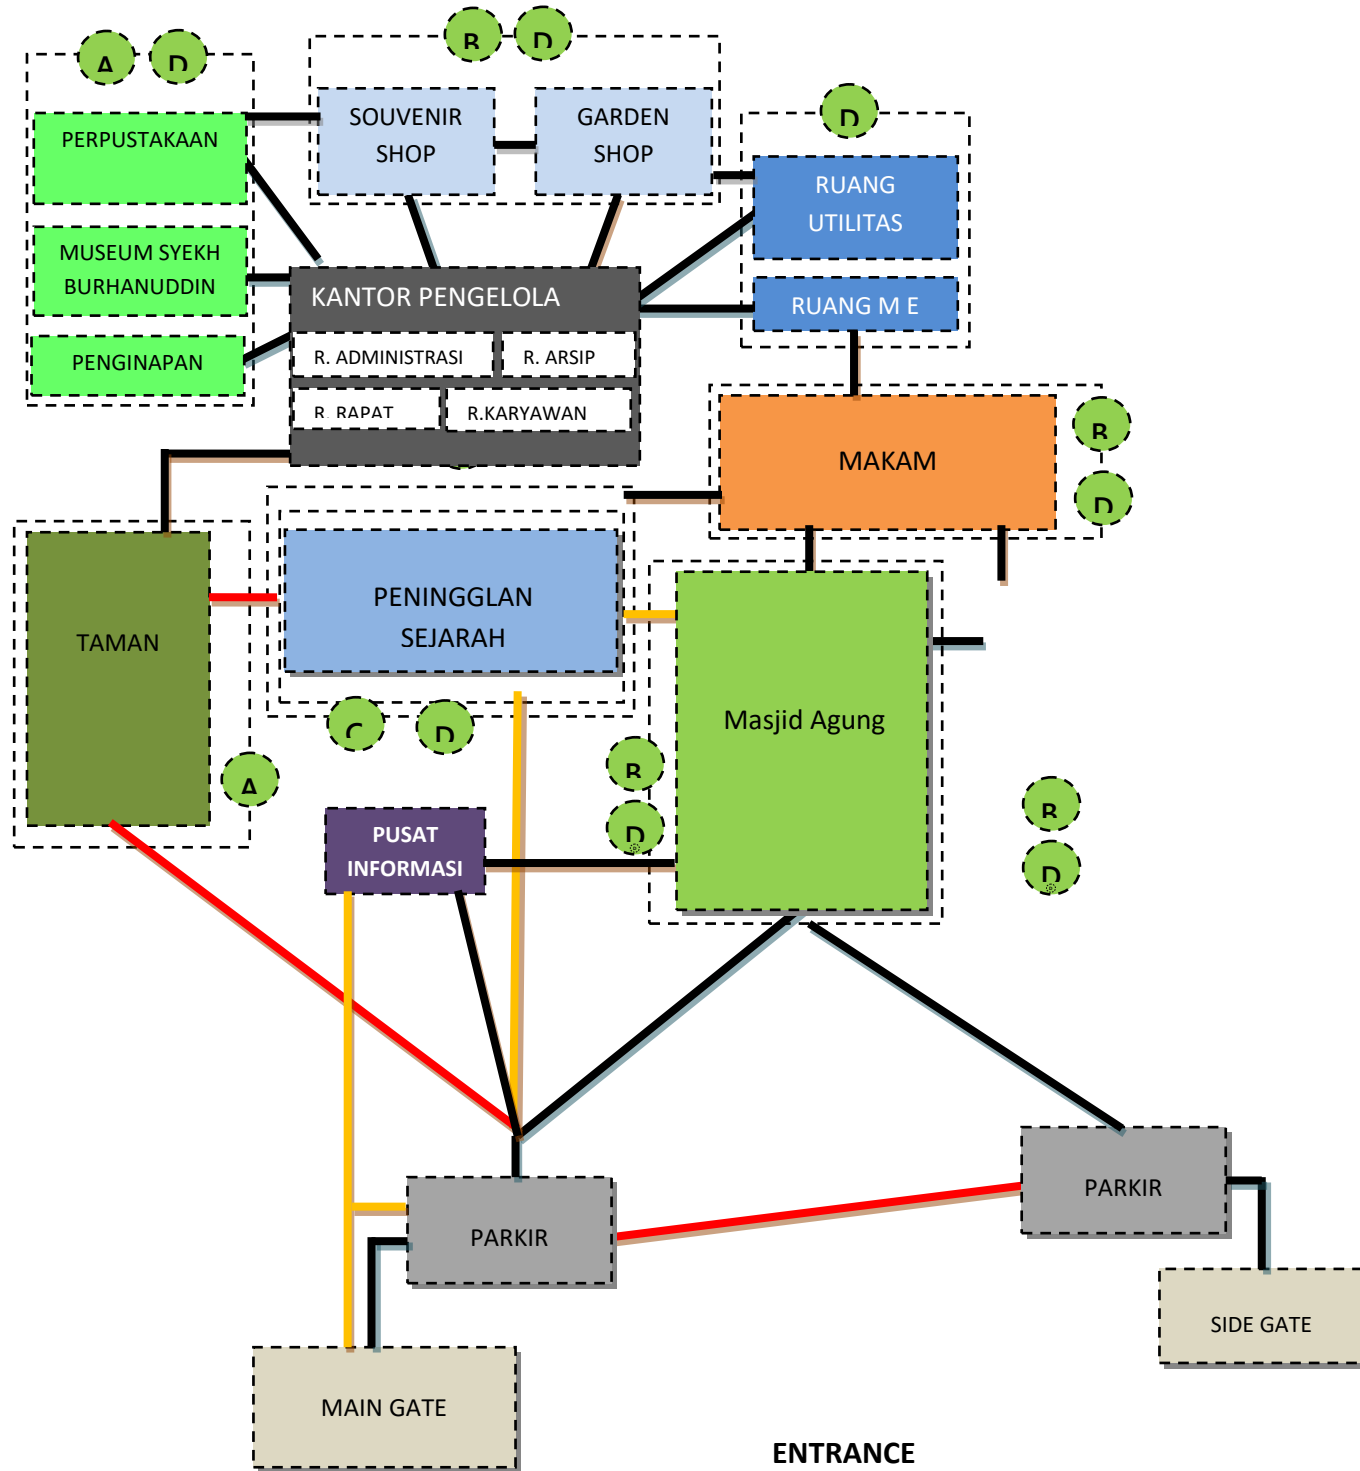 B D
A D
SOUVENIR
SHOP
GARDEN
SHOP
D
PERPUSTAKAAN
RUANG
UTILITAS
MUSEUM SYEKH
BURHANUDDIN
KANTOR PENGELOLA
RUANG M E
PENGINAPAN
R. ADMINISTRASI
R. ARSIP
R. RAPAT
R.KARYAWAN
MAKAM
B
D
PENINGGLAN
SEJARAH
TAMAN
Masjid Agung
C D
A
B
D
B
D
PUSAT
INFORMASI
PARKIR
PARKIR
SIDE GATE
MAIN GATE
ENTRANCE